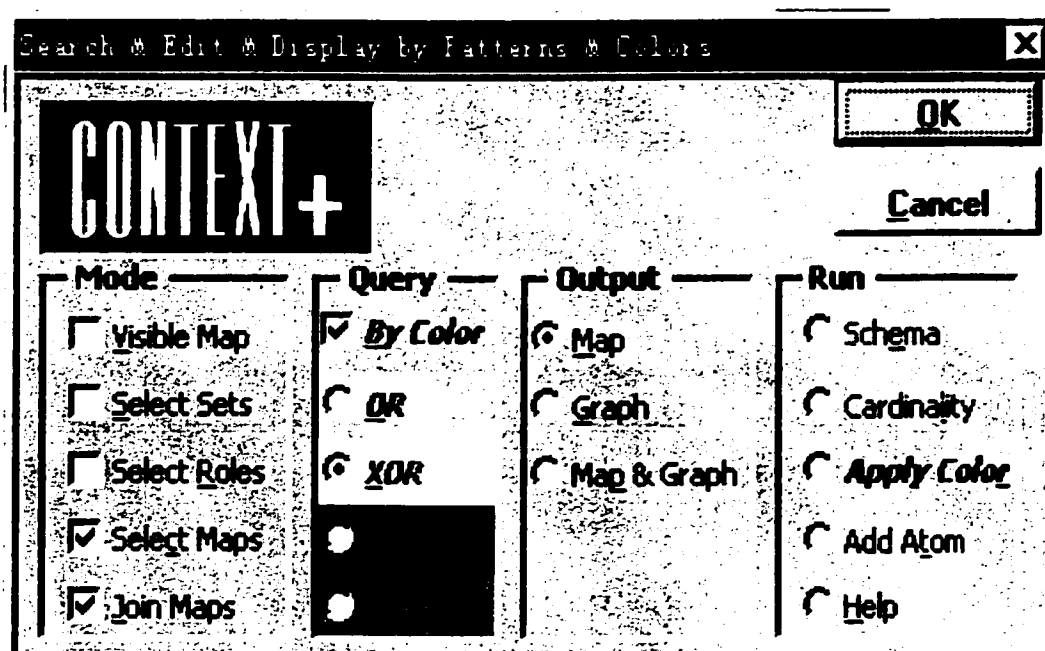 Search & Edit & Display by Patterns & Colors
CONTEXT+
OK
Cancel
Mode
Visible Map
Select Sets
Select Roles
Select Maps
Join Maps
Query
By Color
OR
XOR
Output
Map
Graph
Map & Graph
Run
Schema
Cardinality
Apply Color
Add Atom
Help